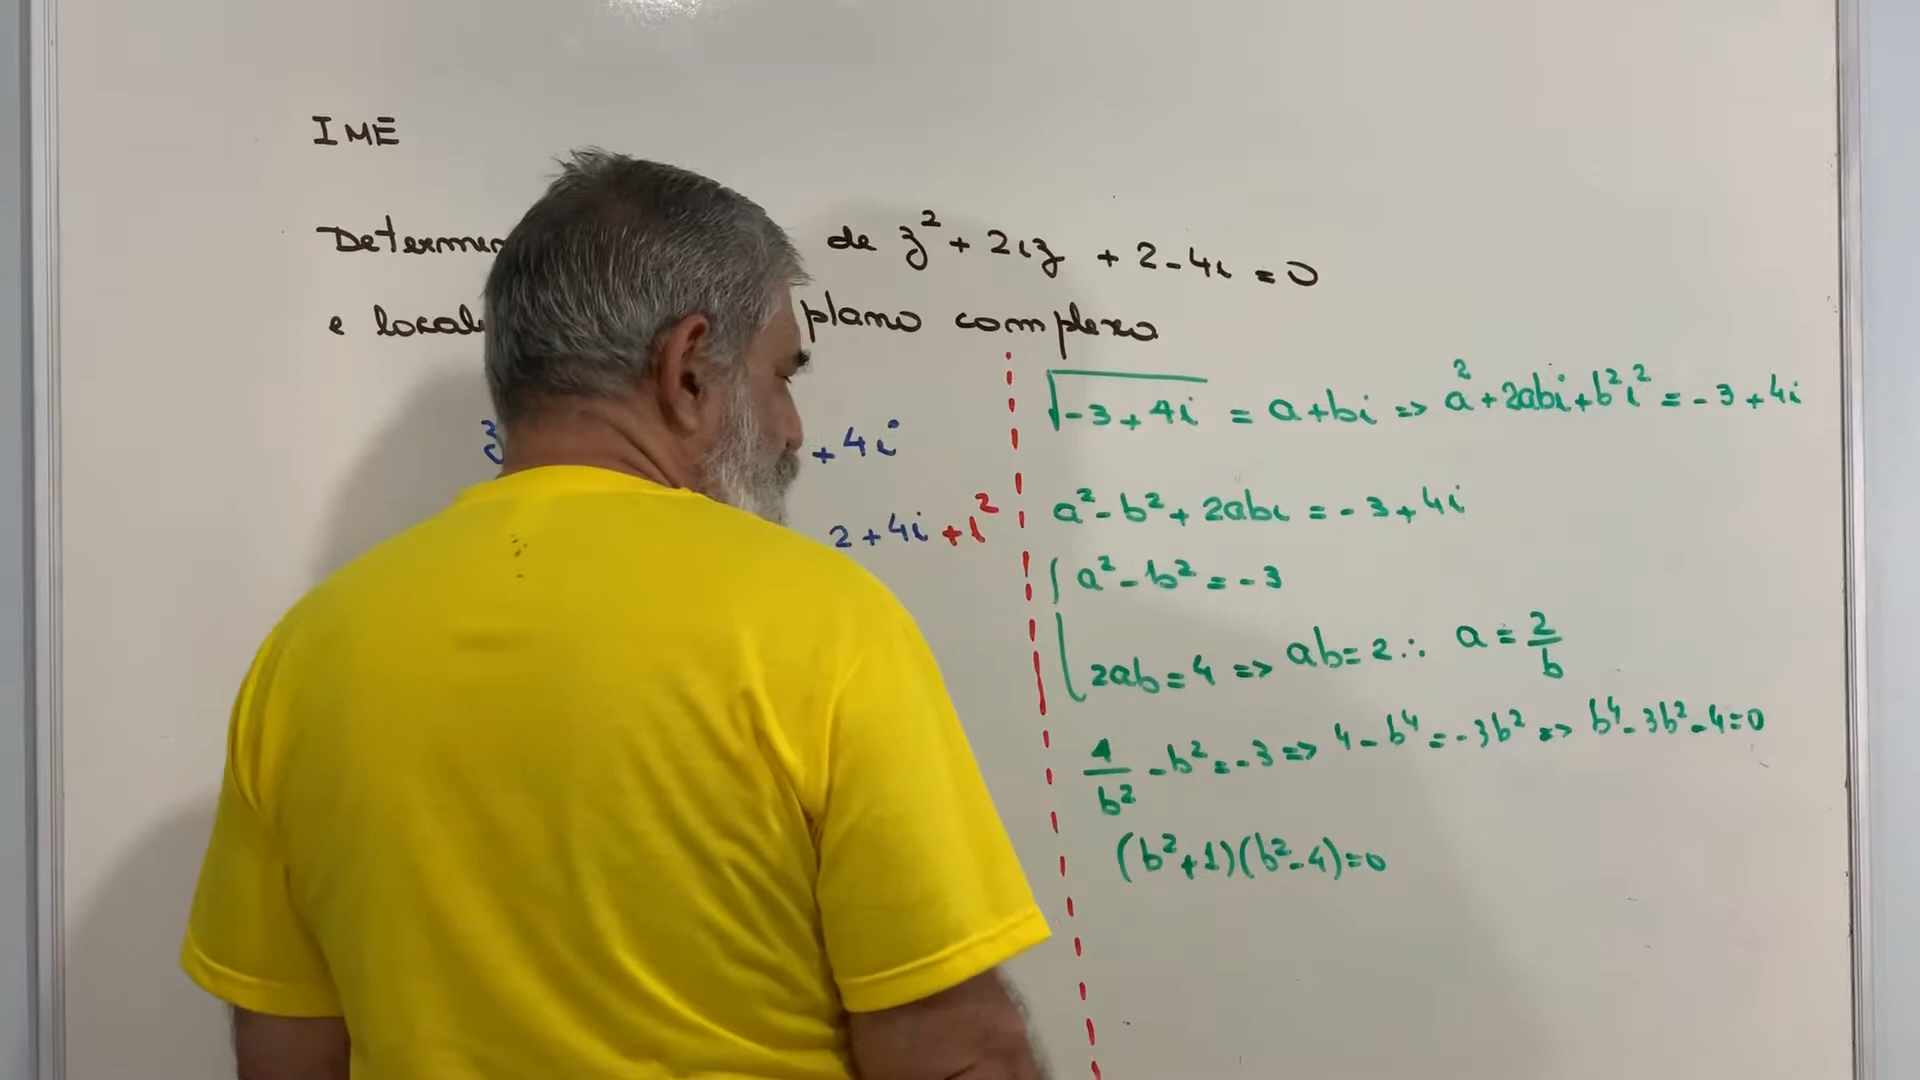 IME
de z² + 2iz + 2 - 4i = 0
e plano complexo
z + 4i
2 + 4i + i²
√-3 + 4i = a + bi => a² + 2abi + b²i² = -3 + 4i
a² - b² + 2abi = -3 + 4i
{ a² - b² = -3
2ab = 4 => ab = 2 ∴ a = 2/b
4/b² - b² = -3 => 4 - b⁴ = -3b² => b⁴ - 3b² - 4 = 0
(b² + 1)(b² - 4) = 0